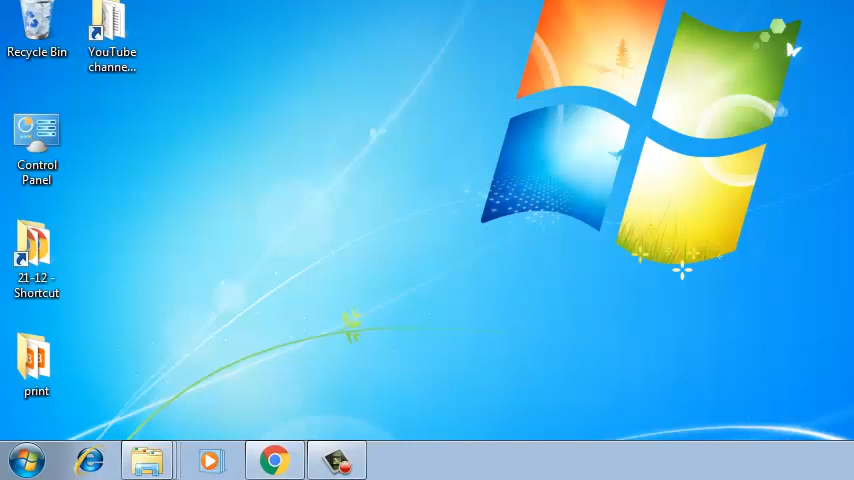 Recycle Bin
YouTube
channe...
Control
Panel
21-12 -
Shortcut
print